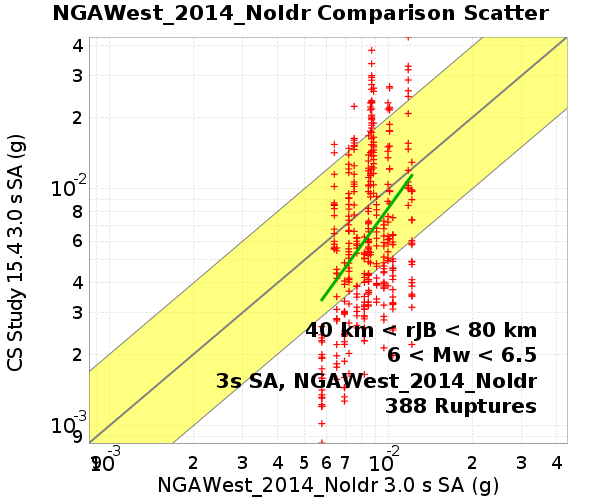 NGAWest_2014_NoIdr Comparison Scatter
CS Study 15.4 3.0 s SA (g)
4
3
2
10-2
8
6
4
3
2
10-3
9
40 km < rJB < 80 km
6 < Mw < 6.5
3s SA, NGAWest_2014_NoIdr
388 Ruptures
9 10-3 2 3 4 5 6 7 10-2 2 3 4
NGAWest_2014_NoIdr 3.0 s SA (g)